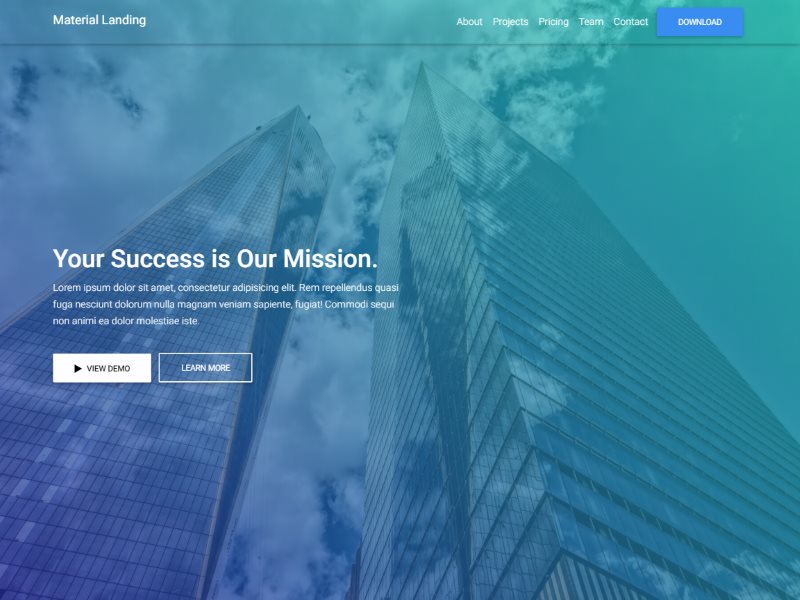 Material Landing
About Projects Pricing Team Contact DOWNLOAD
Your Success is Our Mission.
Lorem ipsum dolor sit amet, consectetur adipisicing elit. Rem repellendus quasi
fuga nesciunt dolorum nulla magnam veniam sapiente, fugiat! Commodi sequi
non animi ea dolor molestiae iste.
VIEW DEMO LEARN MORE